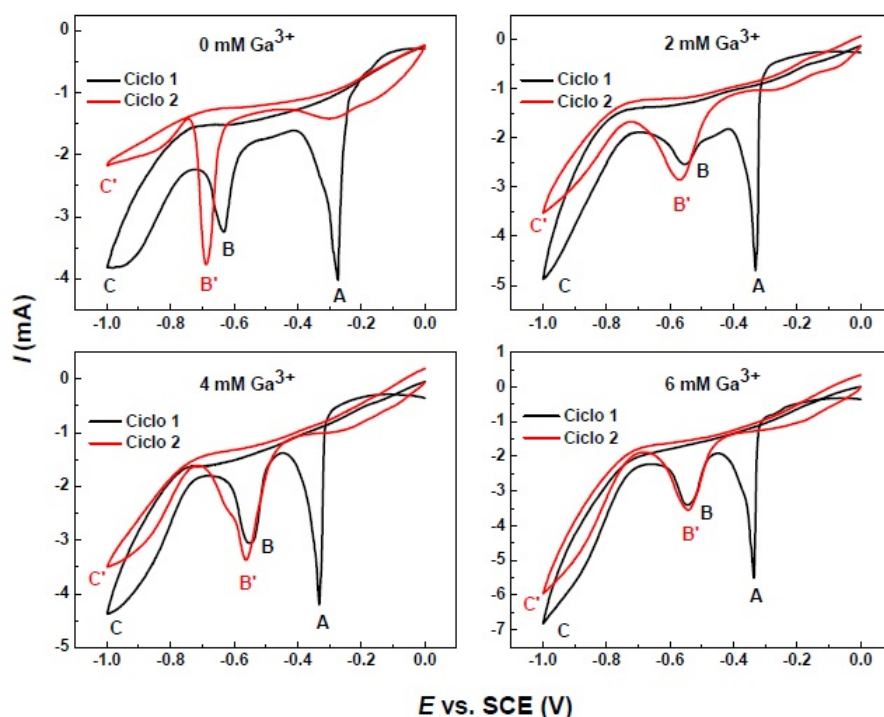 0 mM Ga3+
Ciclo 1
Ciclo 2
0
-1
-2
-3
-4
C'
C
B'
B
A
-1.0 -0.8 -0.6 -0.4 -0.2 0.0
2 mM Ga3+
Ciclo 1
Ciclo 2
0
-1
-2
-3
-4
-5
C'
C
B
B'
A
-1.0 -0.8 -0.6 -0.4 -0.2 0.0
4 mM Ga3+
Ciclo 1
Ciclo 2
0
-1
-2
-3
-4
-5
C'
C
B
B'
A
-1.0 -0.8 -0.6 -0.4 -0.2 0.0
6 mM Ga3+
Ciclo 1
Ciclo 2
1
0
-1
-2
-3
-4
-5
-6
-7
C'
C
B
B'
A
-1.0 -0.8 -0.6 -0.4 -0.2 0.0
I (mA)
E vs. SCE (V)